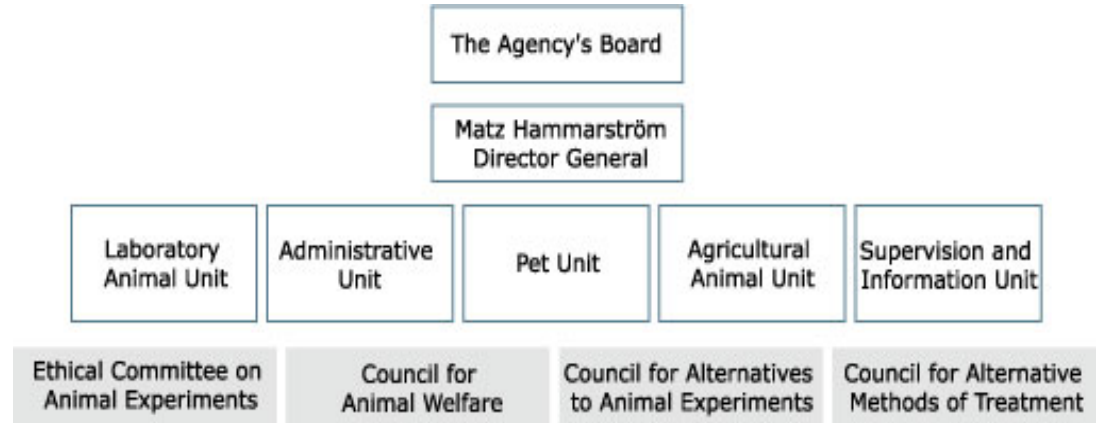 The Agency's Board
Matz Hammarström
Director General
Laboratory
Animal Unit
Administrative
Unit
Pet Unit
Agricultural
Animal Unit
Supervision and
Information Unit
Ethical Committee on
Animal Experiments
Council for
Animal Welfare
Council for Alternatives
to Animal Experiments
Council for Alternative
Methods of Treatment